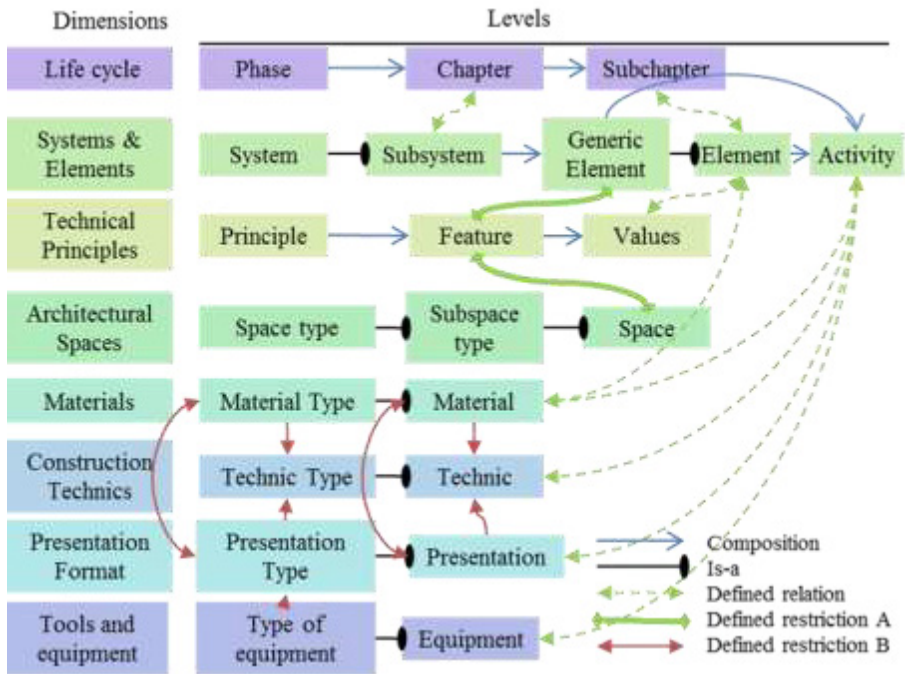 Dimensions
Levels
Life cycle
Phase
Chapter
Subchapter
Systems &
Elements
System
Subsystem
Generic
Element
Element
Activity
Technical
Principles
Principle
Feature
Values
Architectural
Spaces
Space type
Subspace
type
Space
Materials
Material Type
Material
Construction
Technics
Technic Type
Technic
Presentation
Format
Presentation
Type
Presentation
Tools and
equipment
Type of
equipment
Equipment
Composition
Is-a
Defined relation
Defined restriction A
Defined restriction B